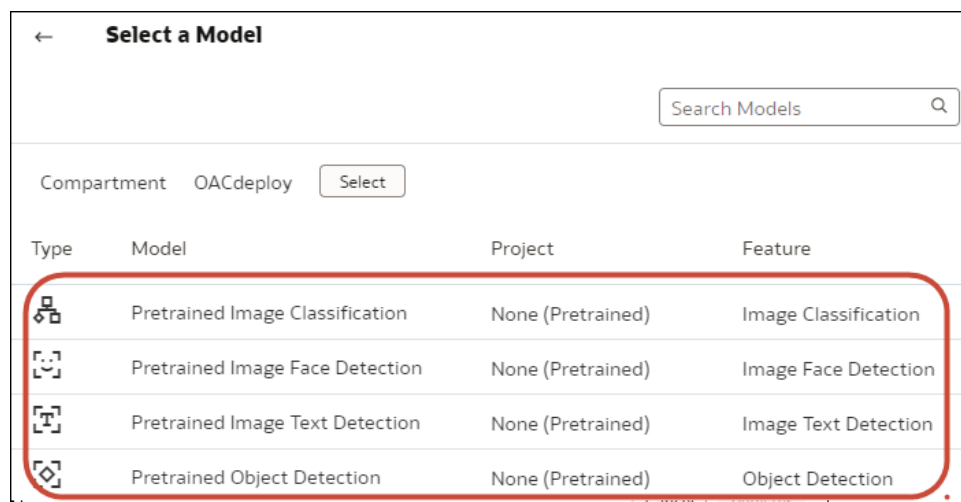 ← Select a Model
Search Models
Compartment OACdeploy Select
Type Model Project Feature
Pretrained Image Classification None (Pretrained) Image Classification
Pretrained Image Face Detection None (Pretrained) Image Face Detection
Pretrained Image Text Detection None (Pretrained) Image Text Detection
Pretrained Object Detection None (Pretrained) Object Detection